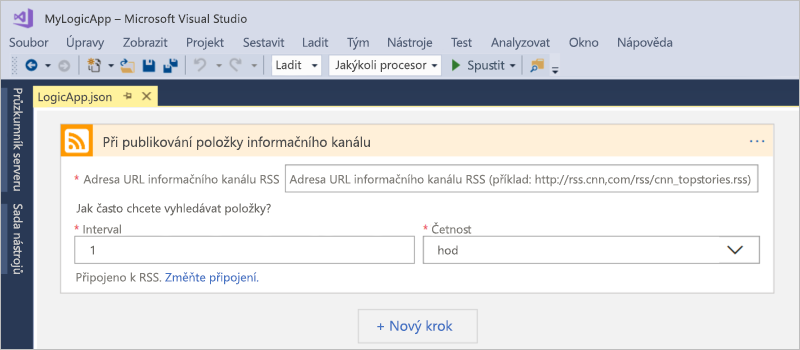 MyLogicApp – Microsoft Visual Studio
Soubor Úpravy Zobrazit Projekt Sestavit Ladit Tým Nástroje Test Analyzovat Okno Nápověda
Ladit Jakýkoli procesor Spustit
LogicApp.json
Průzkumník serveru
Sada nástrojů
Při publikování položky informačního kanálu
* Adresa URL informačního kanálu RSS Adresa URL informačního kanálu RSS (příklad: http://rss.cnn,com/rss/cnn_topstories.rss)
Jak často chcete vyhledávat položky?
* Interval * Četnost
1 hod
Připojeno k RSS. Změňte připojení.
+ Nový krok